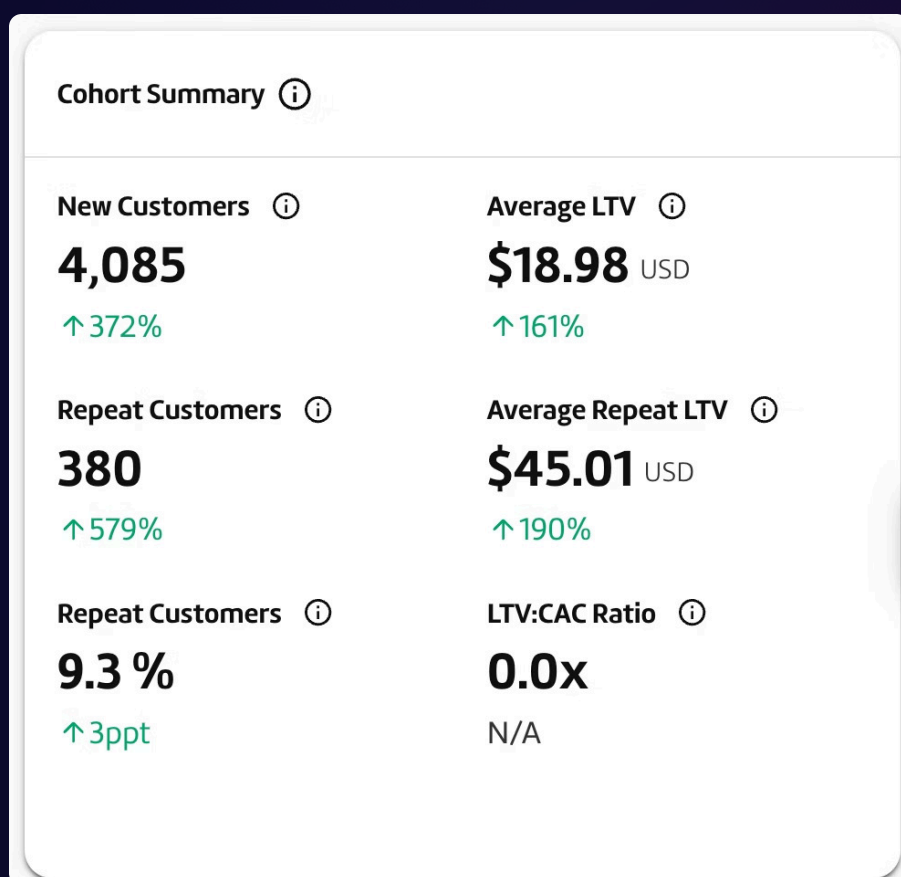 Cohort Summary
New Customers
4,085
↑372%
Average LTV
$18.98 USD
↑161%
Repeat Customers
380
↑579%
Average Repeat LTV
$45.01 USD
↑190%
Repeat Customers
9.3 %
↑3ppt
LTV:CAC Ratio
0.0x
N/A